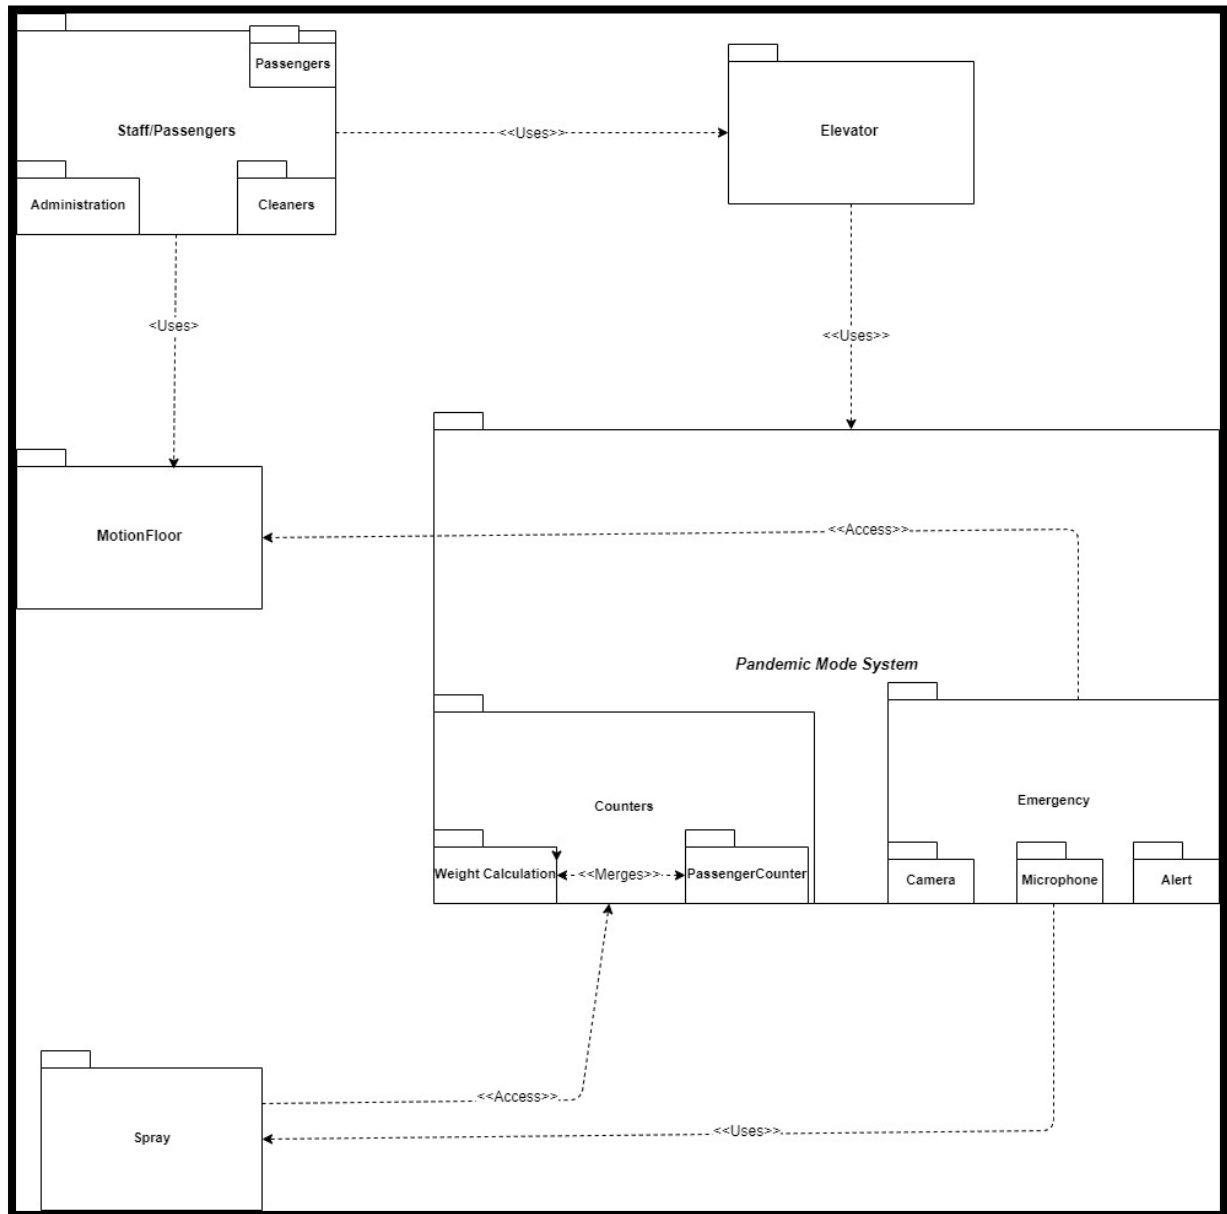 Passengers
Staff/Passengers
<<Uses>>
Elevator
Administration
Cleaners
<Uses>
<<Uses>>
MotionFloor
<<Access>>
Pandemic Mode System
Counters
Emergency
Weight Calculation
<<Merges>>
PassengerCounter
Camera
Microphone
Alert
<<Access>>
Spray
<<Uses>>